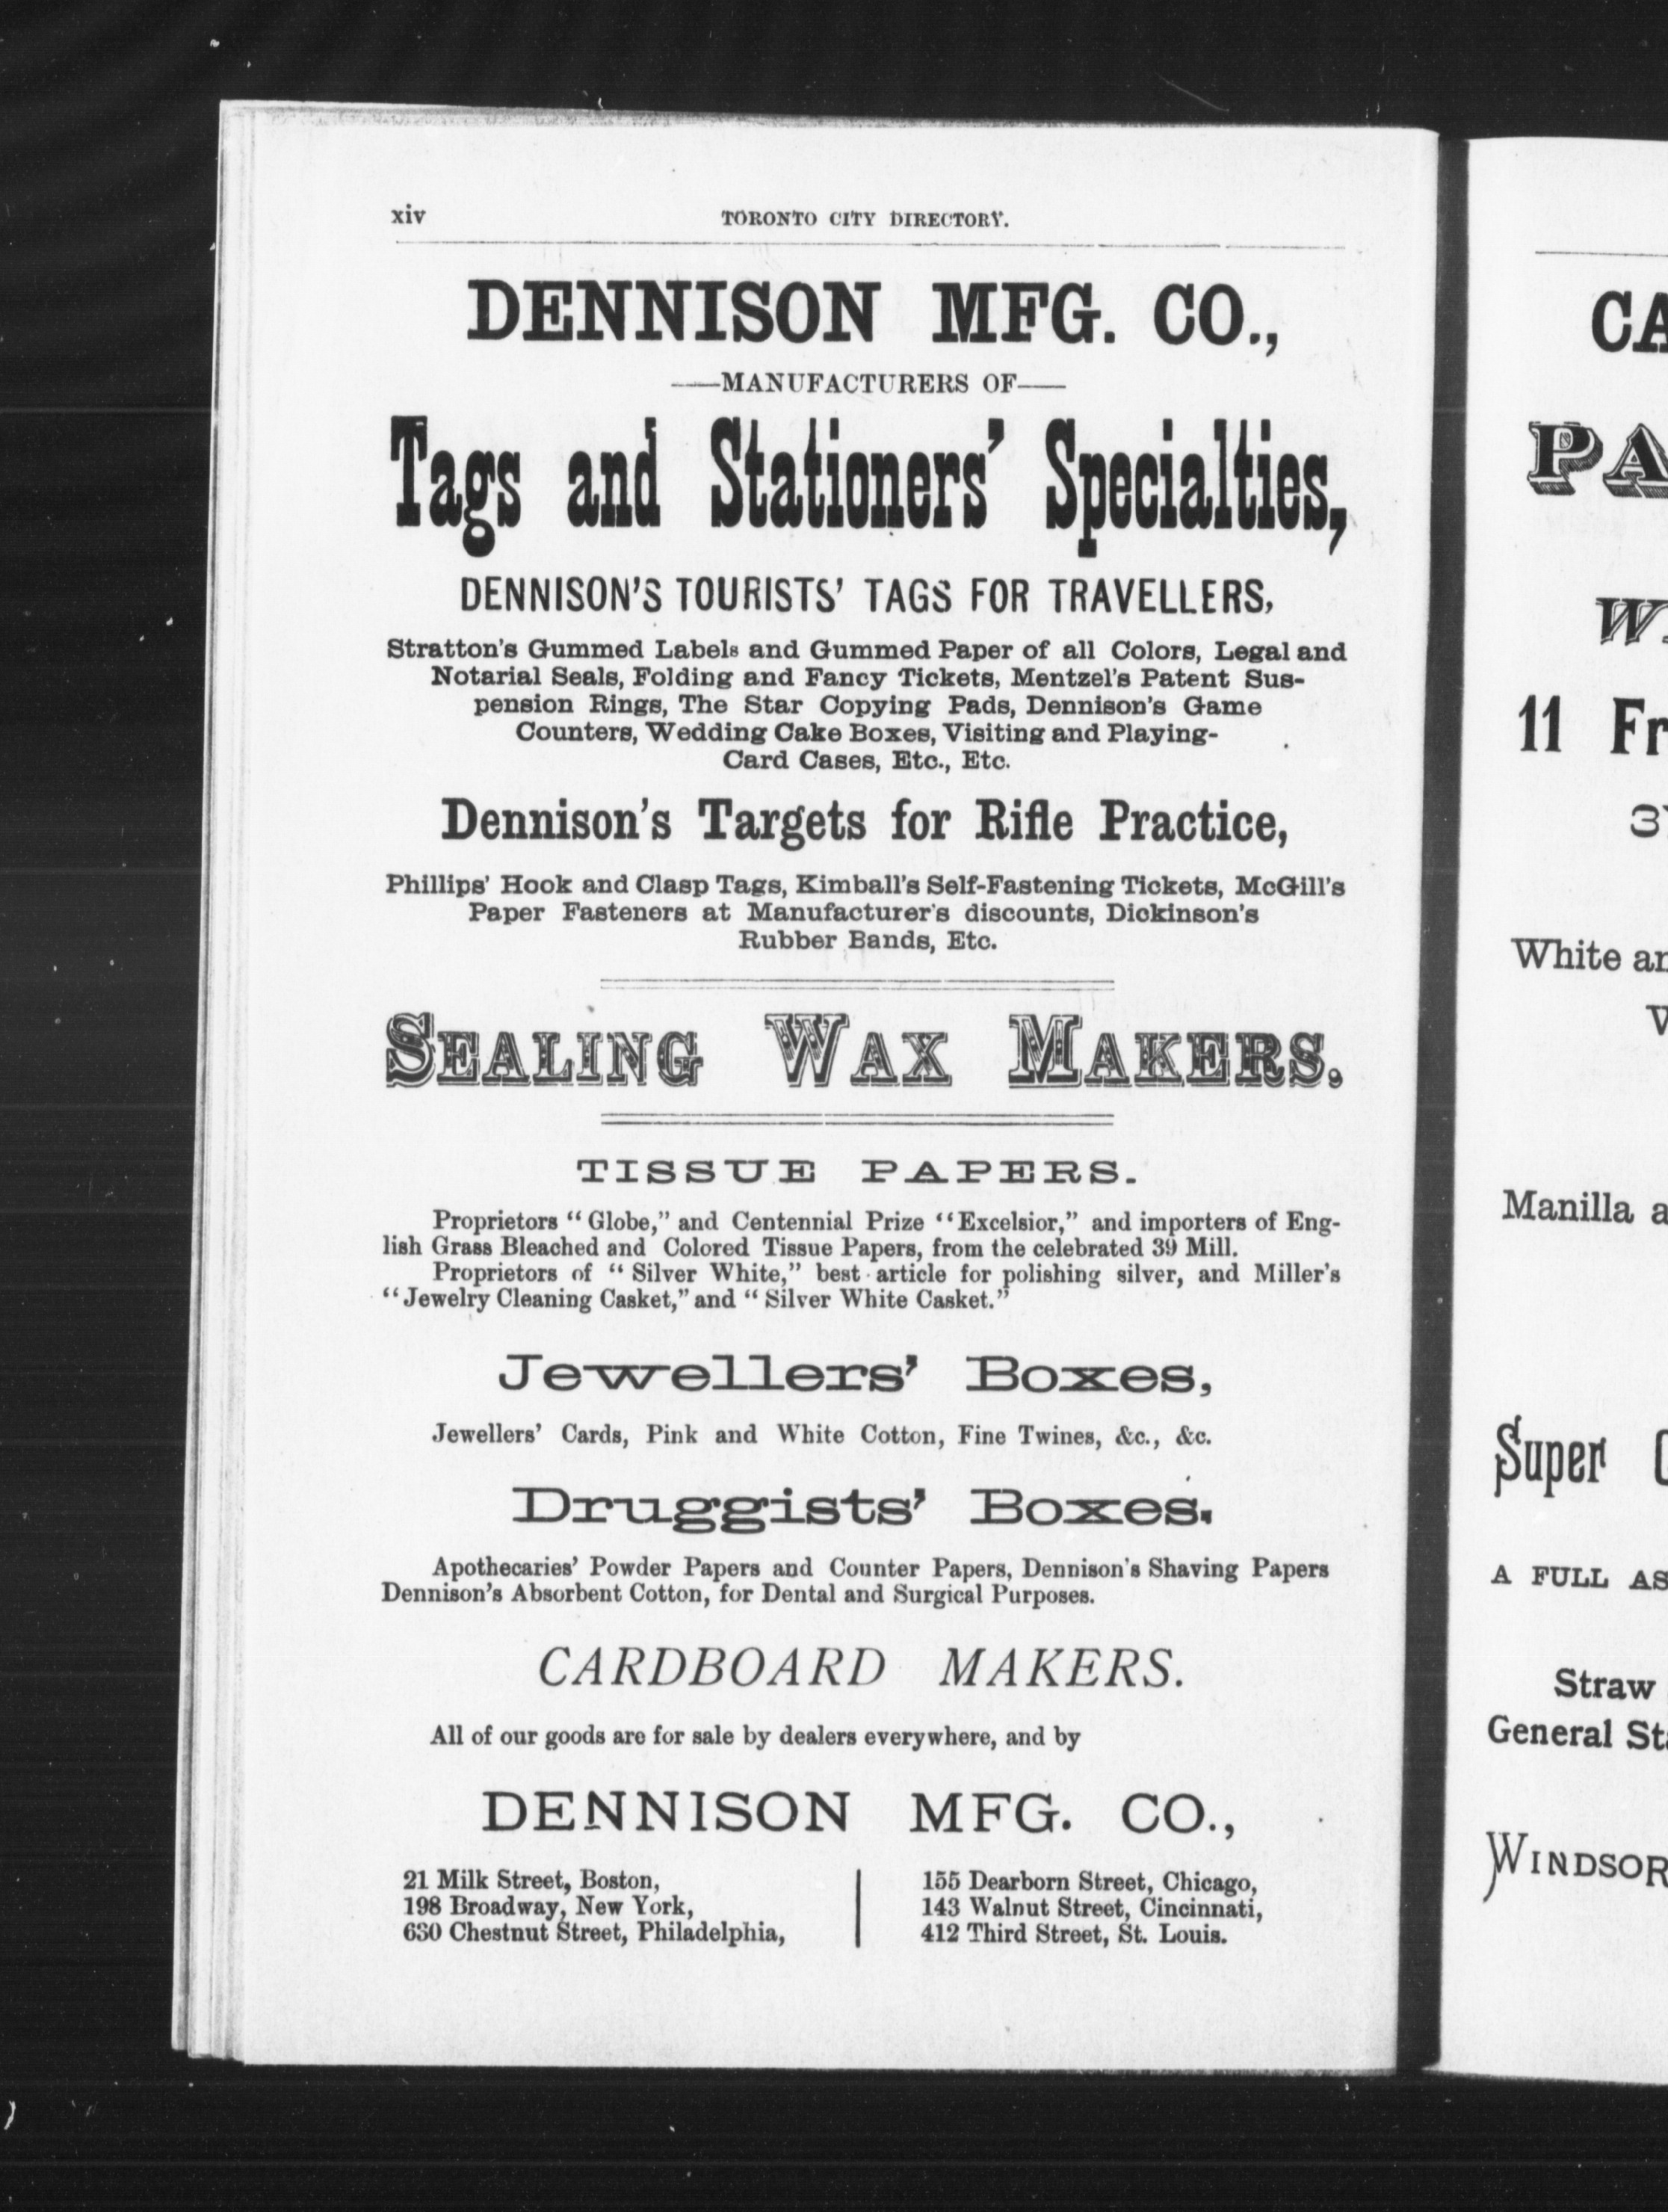 xiv TORONTO CITY DIRECTORY.
DENNISON MFG. CO.,
——MANUFACTURERS OF——
Tags and Stationers' Specialties,
DENNISON'S TOURISTS' TAGS FOR TRAVELLERS,
Stratton's Gummed Labels and Gummed Paper of all Colors, Legal and
Notarial Seals, Folding and Fancy Tickets, Mentzel's Patent Sus-
pension Rings, The Star Copying Pads, Dennison's Game
Counters, Wedding Cake Boxes, Visiting and Playing-
Card Cases, Etc., Etc.
Dennison's Targets for Rifle Practice,
Phillips' Hook and Clasp Tags, Kimball's Self-Fastening Tickets, McGill's
Paper Fasteners at Manufacturer's discounts, Dickinson's
Rubber Bands, Etc.
SEALING WAX MAKERS.
TISSUE PAPERS.
Proprietors "Globe," and Centennial Prize "Excelsior," and importers of Eng-
lish Grass Bleached and Colored Tissue Papers, from the celebrated 39 Mill.
Proprietors of "Silver White," best article for polishing silver, and Miller's
"Jewelry Cleaning Casket," and "Silver White Casket."
Jewellers' Boxes,
Jewellers' Cards, Pink and White Cotton, Fine Twines, &c., &c.
Druggists' Boxes.
Apothecaries' Powder Papers and Counter Papers, Dennison's Shaving Papers
Dennison's Absorbent Cotton, for Dental and Surgical Purposes.
CARDBOARD MAKERS.
All of our goods are for sale by dealers everywhere, and by
DENNISON MFG. CO.,
21 Milk Street, Boston,
198 Broadway, New York,
630 Chestnut Street, Philadelphia,
155 Dearborn Street, Chicago,
143 Walnut Street, Cincinnati,
412 Third Street, St. Louis.
CA
PA
11 Fr
White
Manilla
Super
A FULL AS
Straw
General
WINDSOR